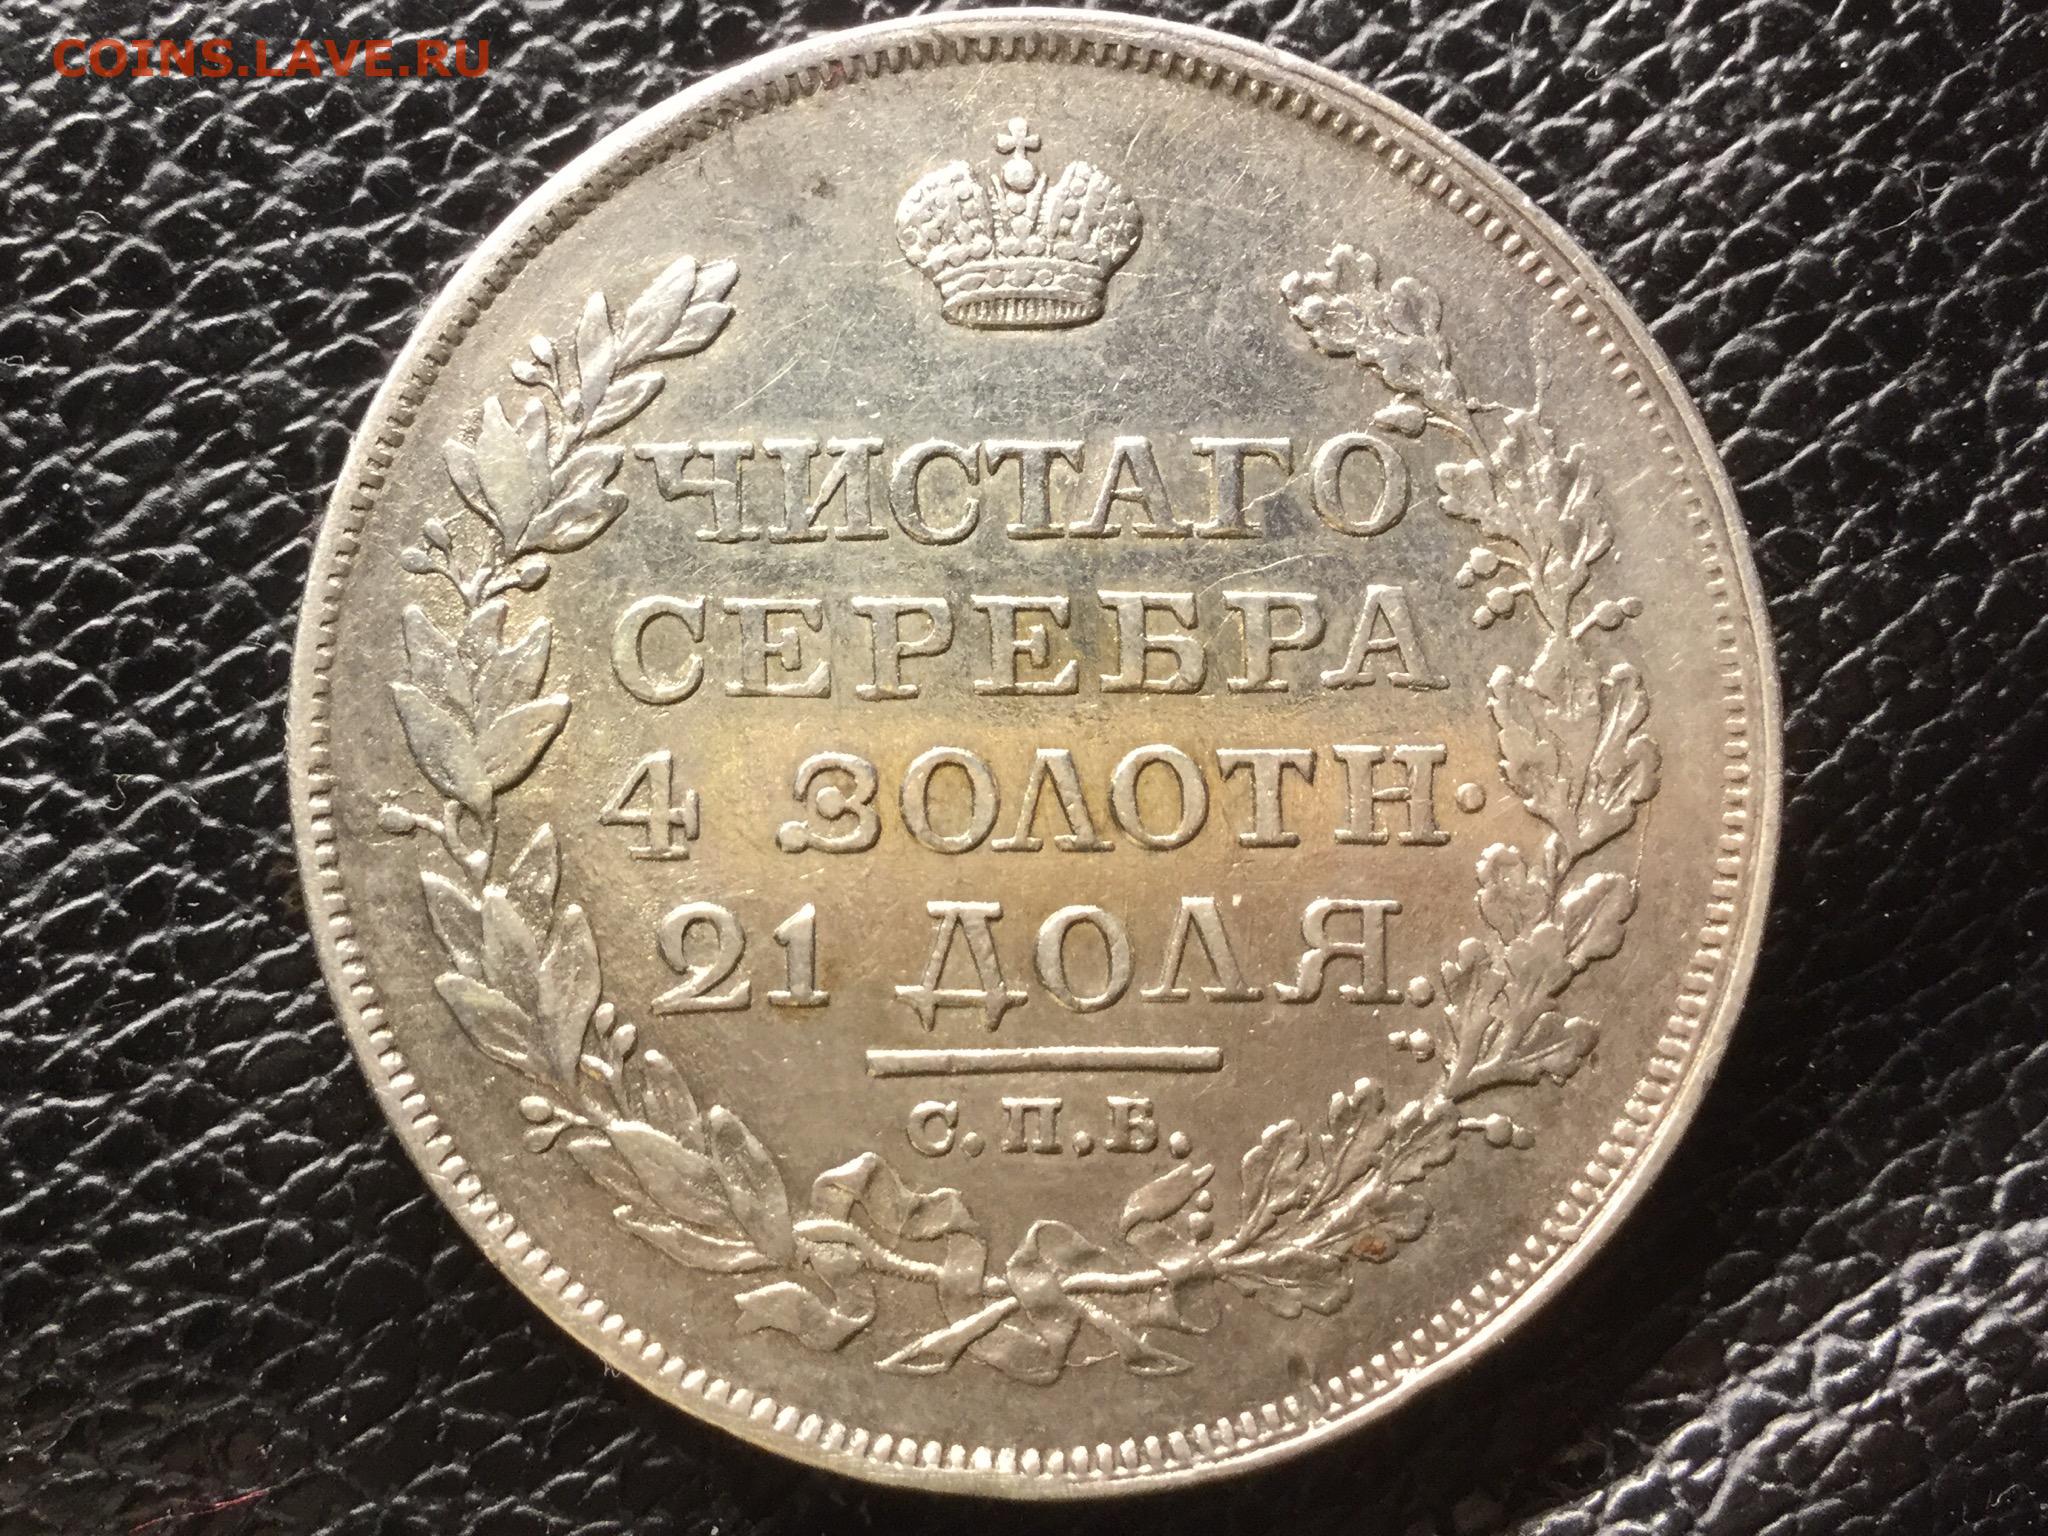 COINS.LAVE.RU
ЧИСТАГО
СЕРЕБРА
4 ЗОЛОТН·
21 ДОЛЯ.
С.П.Б.